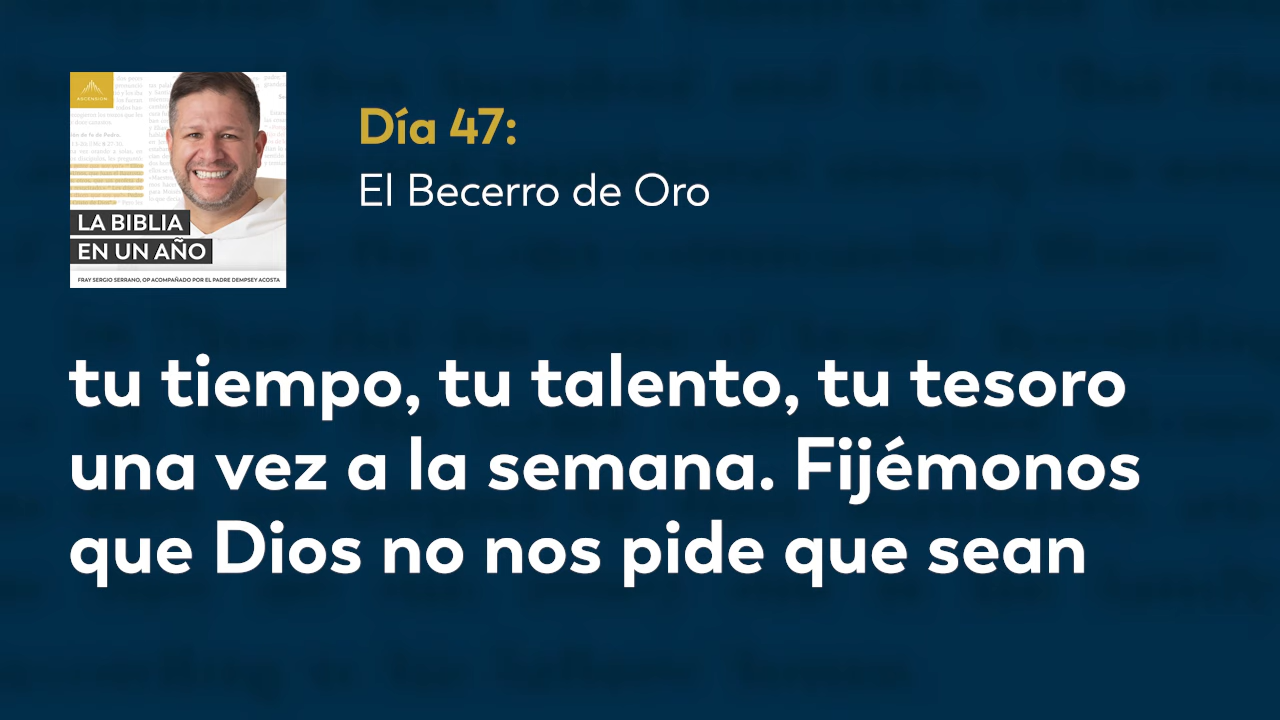 ASCENSION
LA BIBLIA
EN UN AÑO
FRAY SERGIO SERRANO, OP ACOMPAÑADO POR EL PADRE DEMPSEY ACOSTA
Día 47:
El Becerro de Oro
tu tiempo, tu talento, tu tesoro
una vez a la semana. Fijémonos
que Dios no nos pide que sean